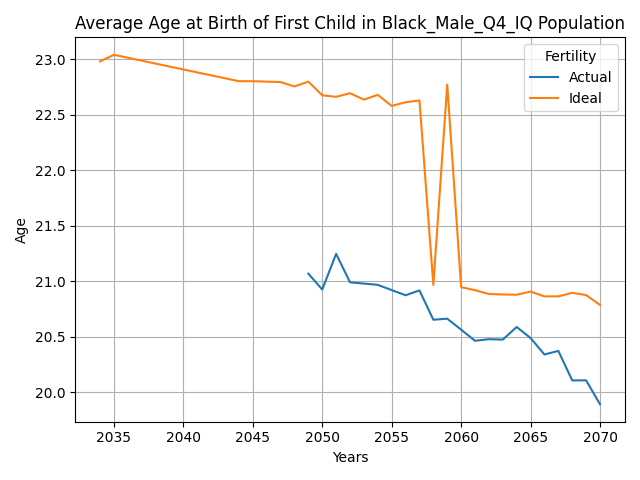 Average Age at Birth of First Child in Black_Male_Q4_IQ Population
Fertility
Actual
Ideal
Age
23.0
22.5
22.0
21.5
21.0
20.5
20.0
2035 2040 2045 2050 2055 2060 2065 2070
Years